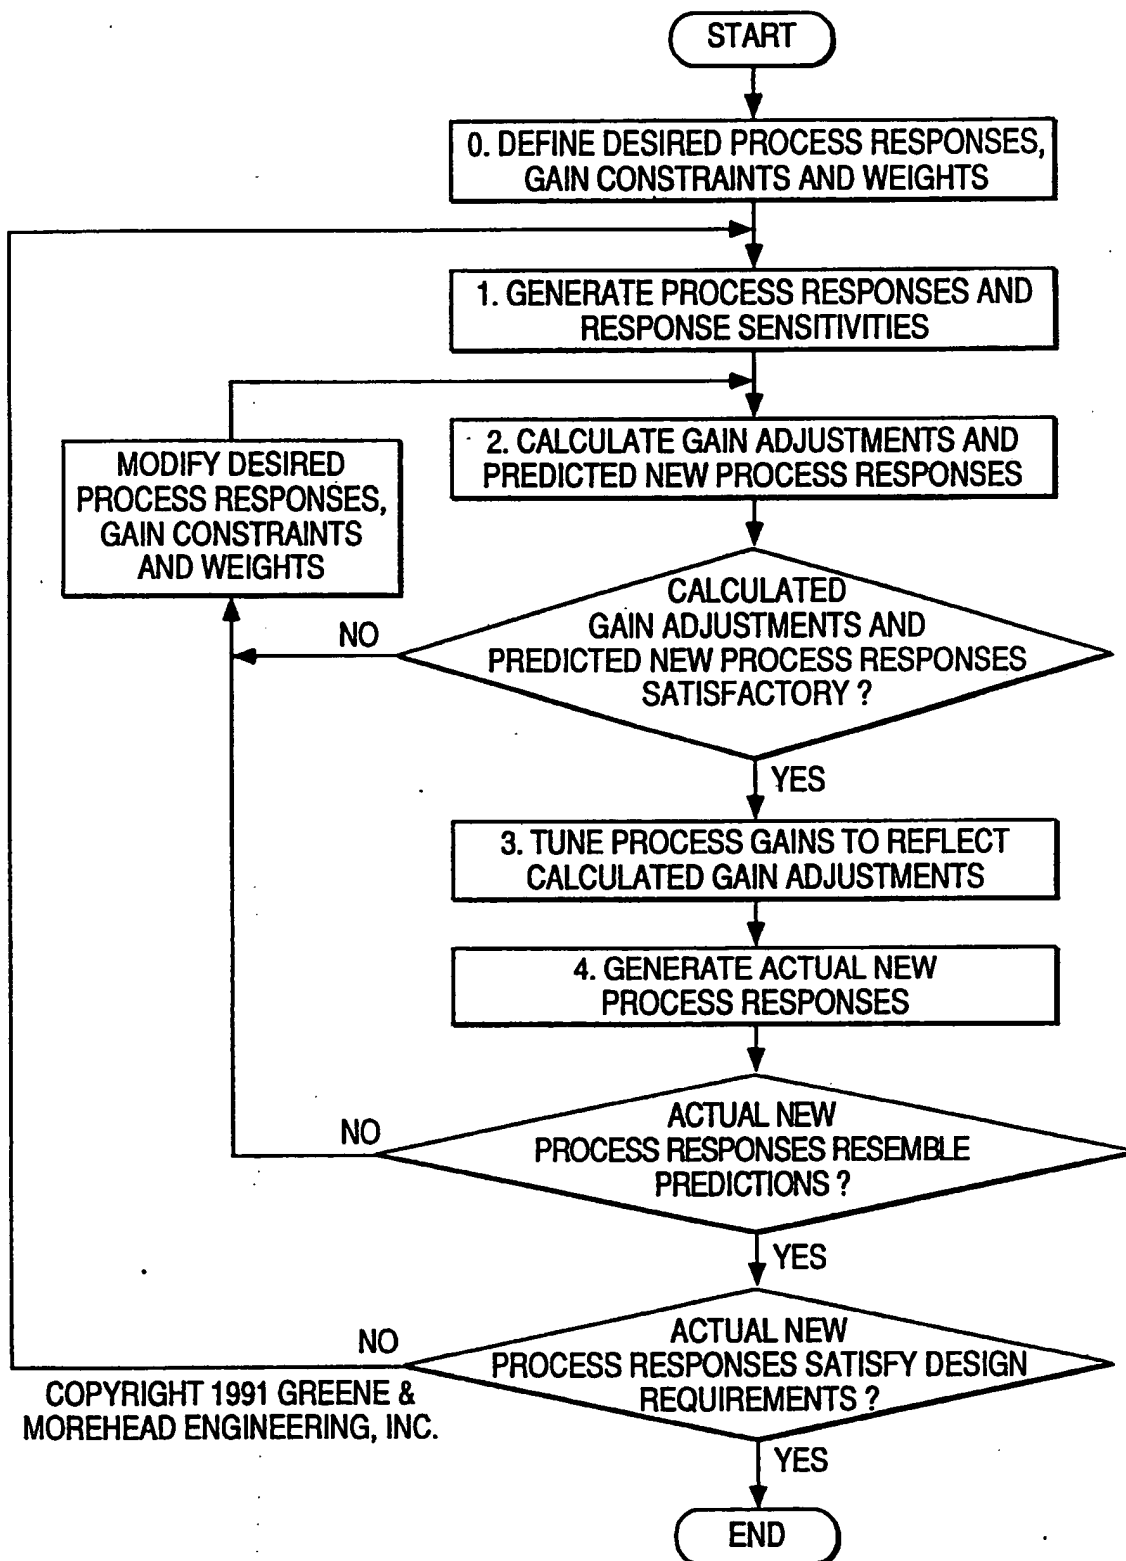 START
0. DEFINE DESIRED PROCESS RESPONSES,
GAIN CONSTRAINTS AND WEIGHTS
1. GENERATE PROCESS RESPONSES AND
RESPONSE SENSITIVITIES
2. CALCULATE GAIN ADJUSTMENTS AND
PREDICTED NEW PROCESS RESPONSES
MODIFY DESIRED
PROCESS RESPONSES,
GAIN CONSTRAINTS
AND WEIGHTS
CALCULATED
GAIN ADJUSTMENTS AND
PREDICTED NEW PROCESS RESPONSES
SATISFACTORY ?
NO
YES
3. TUNE PROCESS GAINS TO REFLECT
CALCULATED GAIN ADJUSTMENTS
4. GENERATE ACTUAL NEW
PROCESS RESPONSES
ACTUAL NEW
PROCESS RESPONSES RESEMBLE
PREDICTIONS ?
NO
YES
ACTUAL NEW
PROCESS RESPONSES SATISFY DESIGN
REQUIREMENTS ?
NO
COPYRIGHT 1991 GREENE &
MOREHEAD ENGINEERING, INC.
YES
END